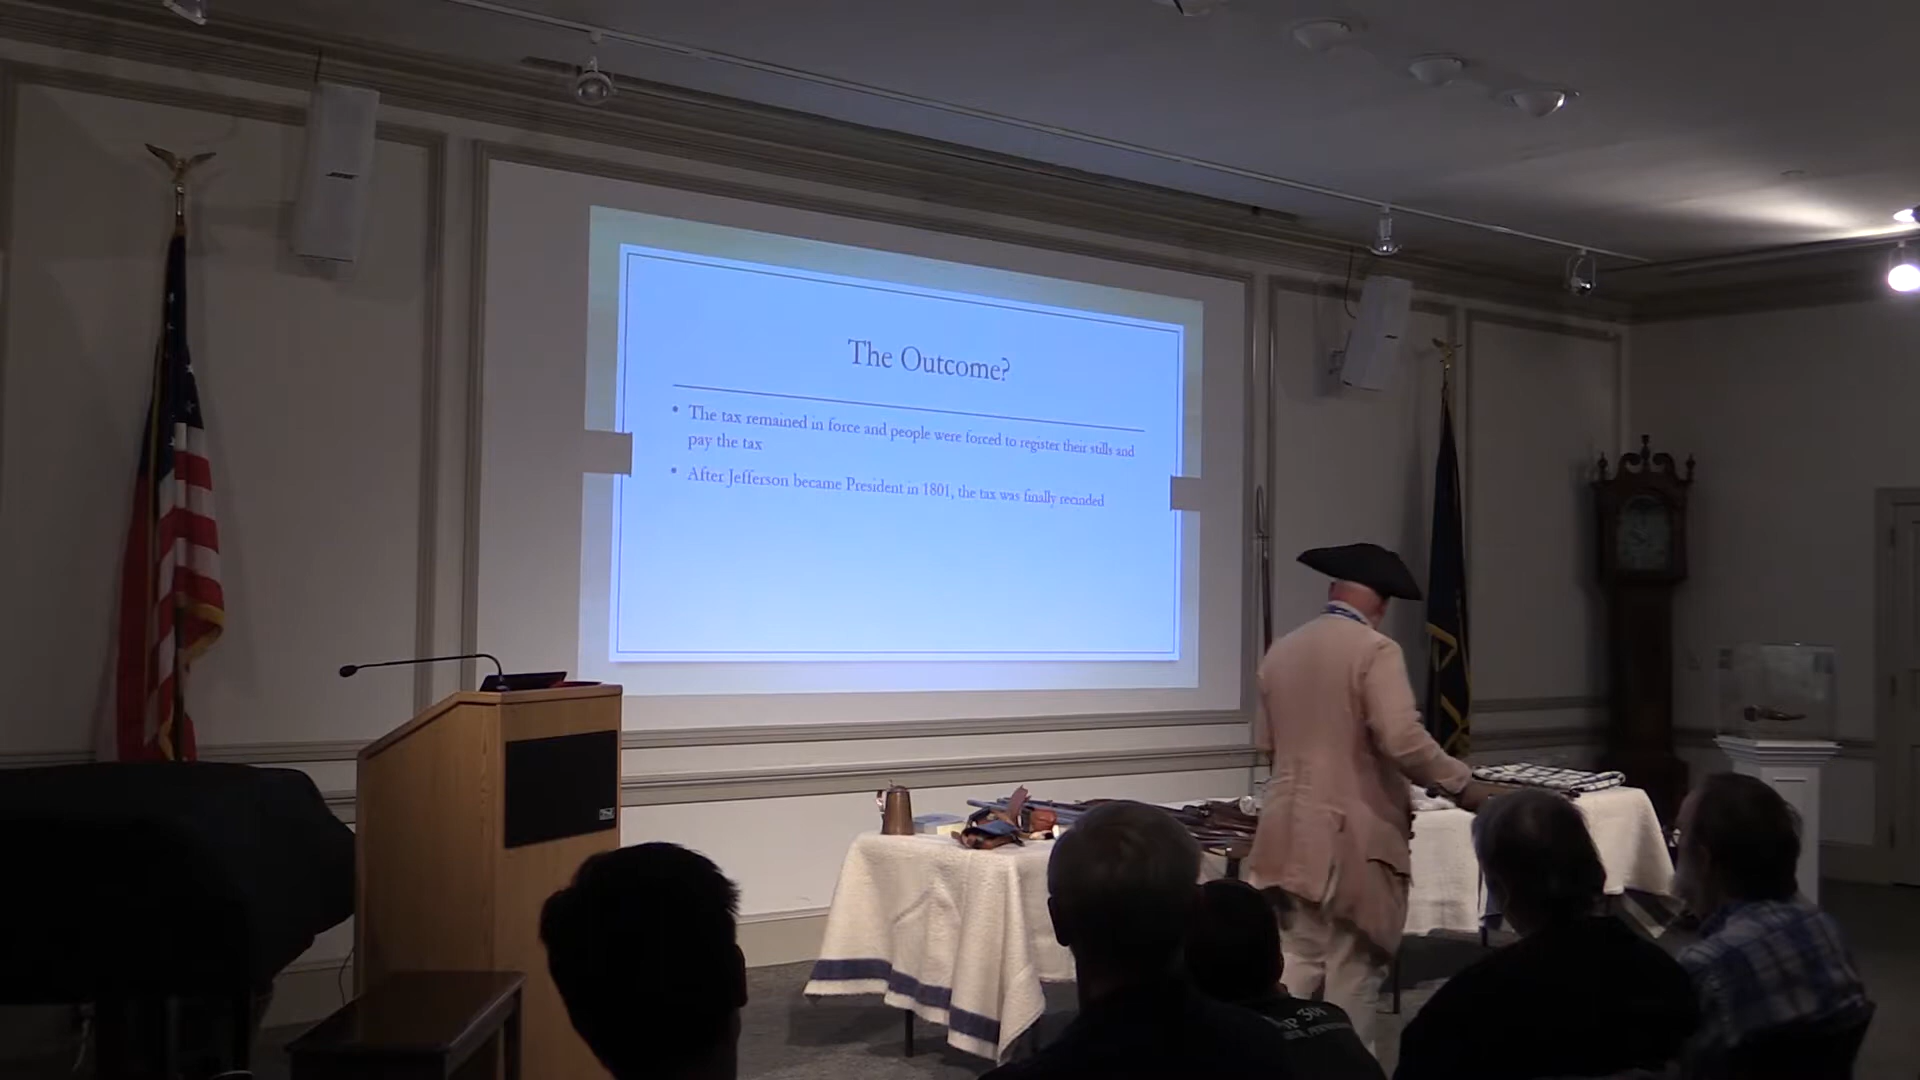 BOSE
The Outcome?
• The tax remained in force and people were forced to register their stills and
pay the tax
• After Jefferson became President in 1801, the tax was finally recinded